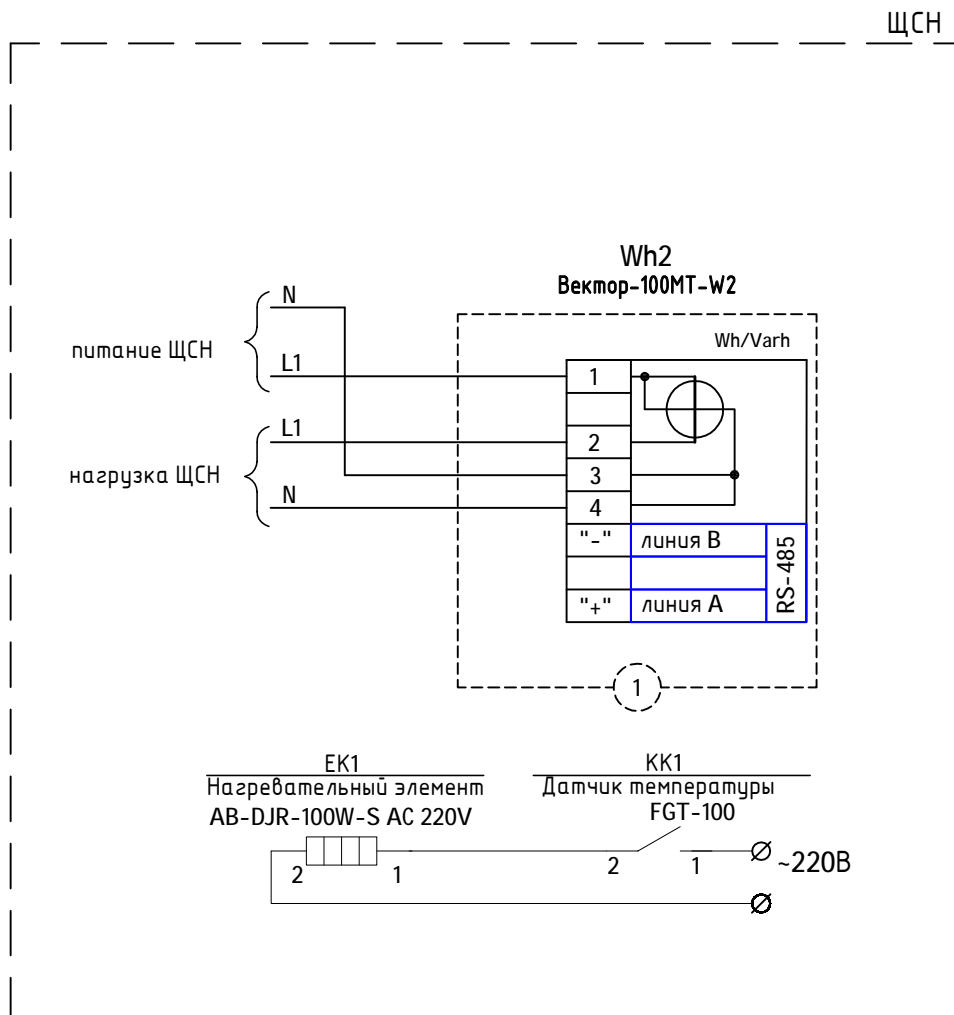 ЩСН
Wh2
Вектор-100МТ-W2
N
питание ЩСН
L1
L1
нагрузка ЩСН
N
Wh/Varh
1
2
3
4
"-" линия В
"+" линия А
RS-485
1
EK1
Нагревательный элемент
AB-DJR-100W-S AC 220V
2
1
KK1
Датчик температуры
FGT-100
2
1
~220В